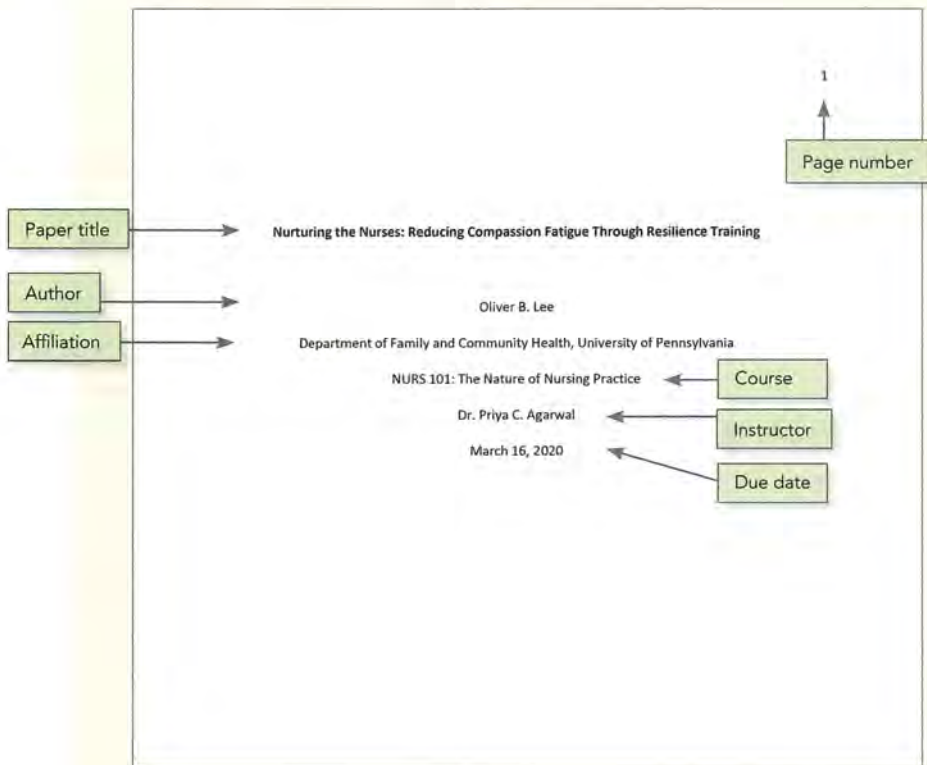 1
Page number
Paper title
Nurturing the Nurses: Reducing Compassion Fatigue Through Resilience Training
Author
Oliver B. Lee
Affiliation
Department of Family and Community Health, University of Pennsylvania
NURS 101: The Nature of Nursing Practice
Course
Dr. Priya C. Agarwal
Instructor
March 16, 2020
Due date